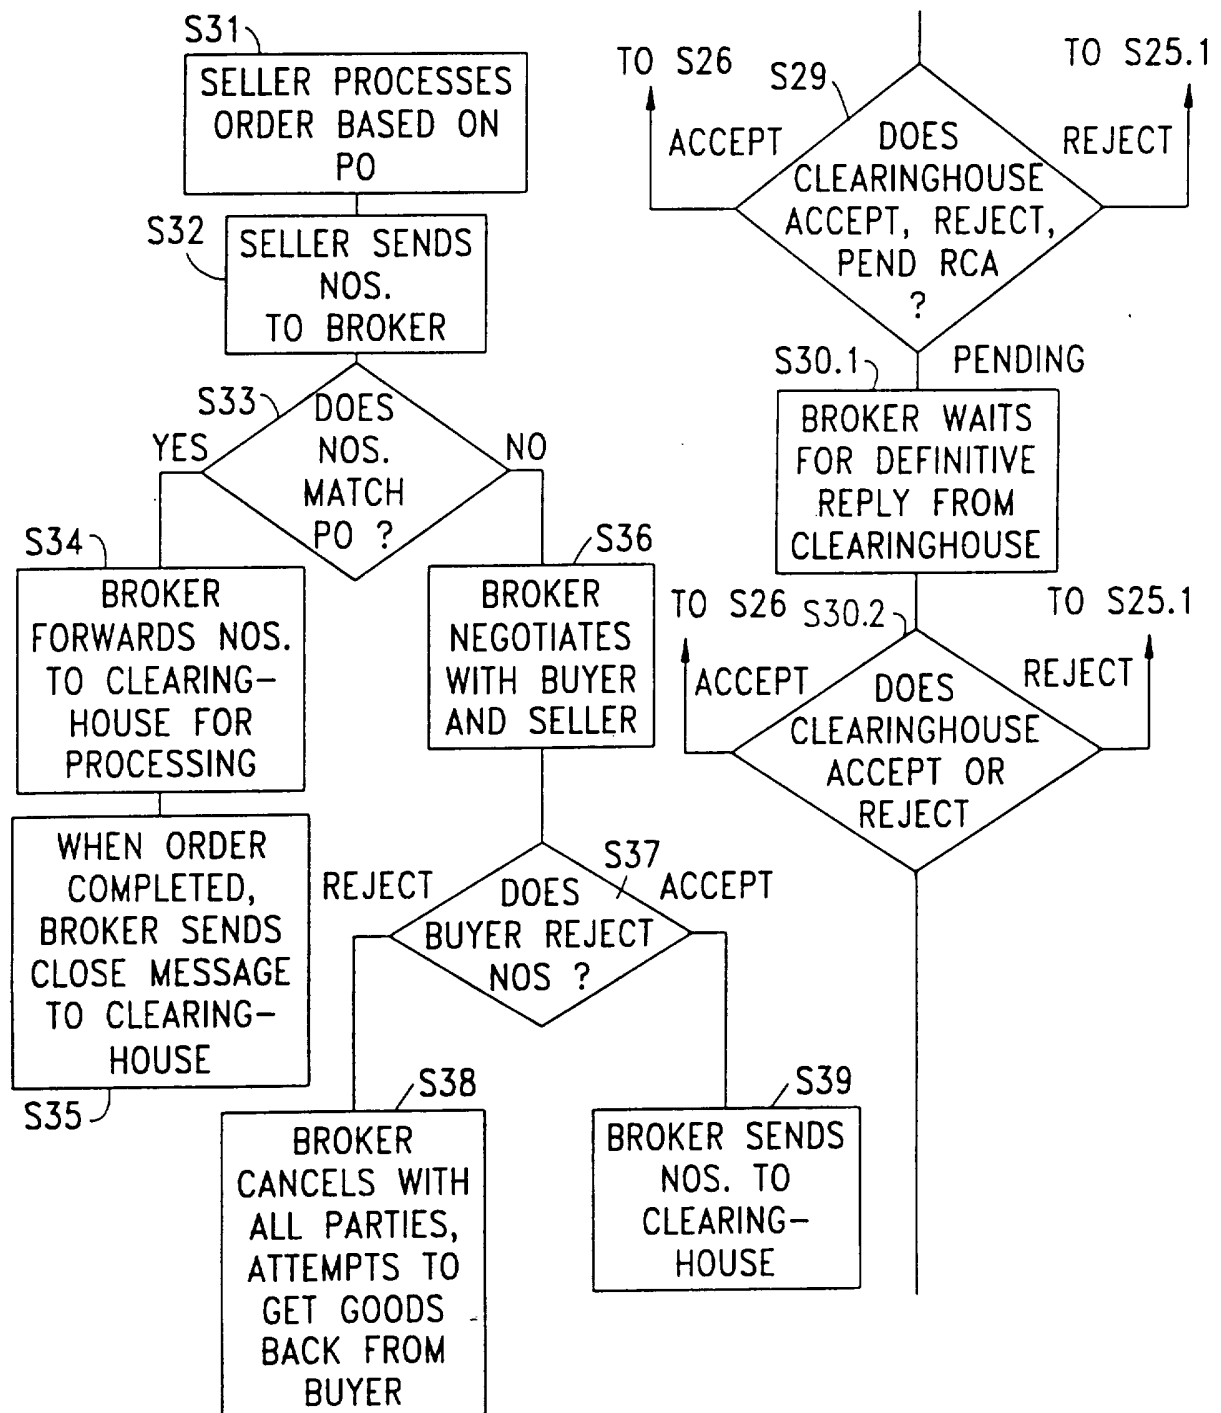 S31
SELLER PROCESSES
ORDER BASED ON
PO
S32
SELLER SENDS
NOS.
TO BROKER
S33
DOES
NOS.
MATCH
PO ?
YES
NO
S34
BROKER
FORWARDS NOS.
TO CLEARING-
HOUSE FOR
PROCESSING
WHEN ORDER
COMPLETED,
BROKER SENDS
CLOSE MESSAGE
TO CLEARING-
HOUSE
S35
S36
BROKER
NEGOTIATES
WITH BUYER
AND SELLER
S37
DOES
BUYER REJECT
NOS ?
REJECT
ACCEPT
S38
BROKER
CANCELS WITH
ALL PARTIES,
ATTEMPTS TO
GET GOODS
BACK FROM
BUYER
S39
BROKER SENDS
NOS. TO
CLEARING-
HOUSE
TO S26
S29
TO S25.1
ACCEPT
REJECT
DOES
CLEARINGHOUSE
ACCEPT, REJECT,
PEND RCA
?
S30.1
PENDING
BROKER WAITS
FOR DEFINITIVE
REPLY FROM
CLEARINGHOUSE
TO S26
S30.2
TO S25.1
ACCEPT
REJECT
DOES
CLEARINGHOUSE
ACCEPT OR
REJECT